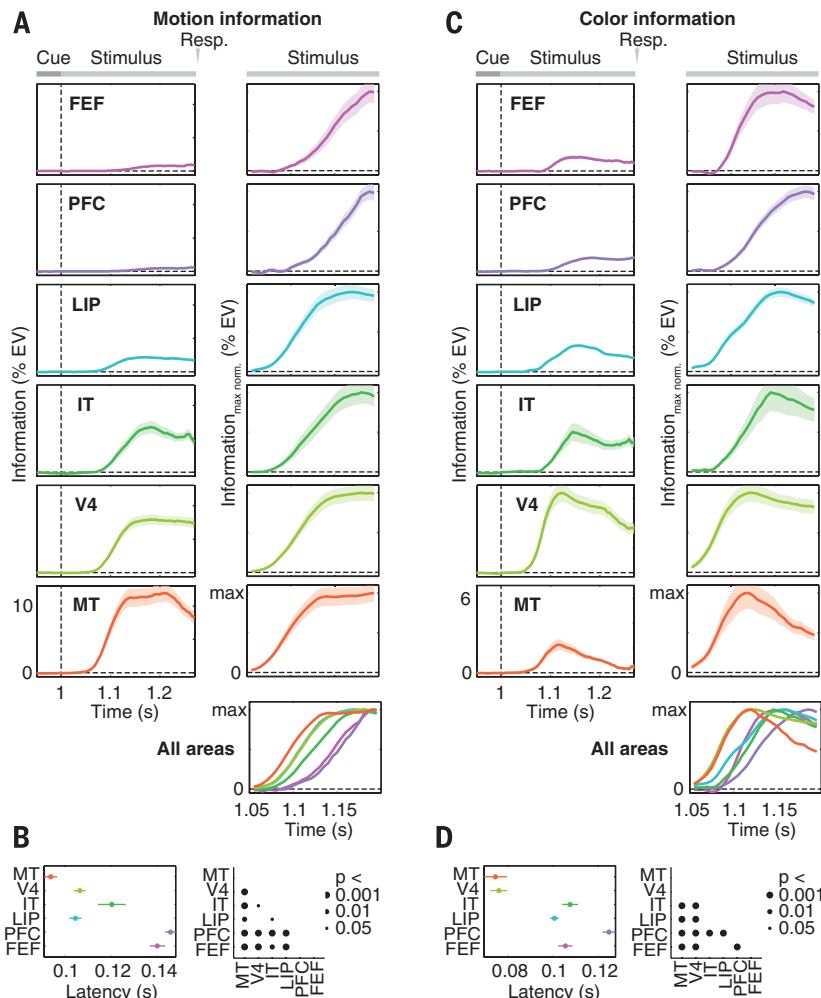 A
Motion information
Resp.
Cue
Stimulus
Stimulus
FEF
PFC
LIP
IT
V4
MT
Information (% EV)
Information max norm. (% EV)
10
0
max
0
1
1.1
1.2
Time (s)
All areas
max
0
1.05
1.1
1.15
Time (s)
B
MT
V4
IT
LIP
PFC
FEF
0.1
0.12
0.14
Latency (s)
MT
V4
IT
LIP
PFC
FEF
MT
V4
IT
LIP
PFC
FEF
p <
0.001
0.01
0.05
C
Color information
Resp.
Cue
Stimulus
Stimulus
FEF
PFC
LIP
IT
V4
MT
Information (% EV)
Information max norm. (% EV)
6
0
max
0
1
1.1
1.2
Time (s)
All areas
max
0
1.05
1.1
1.15
Time (s)
D
MT
V4
IT
LIP
PFC
FEF
0.08
0.1
0.12
Latency (s)
MT
V4
IT
LIP
PFC
FEF
MT
V4
IT
LIP
PFC
FEF
p <
0.001
0.01
0.05